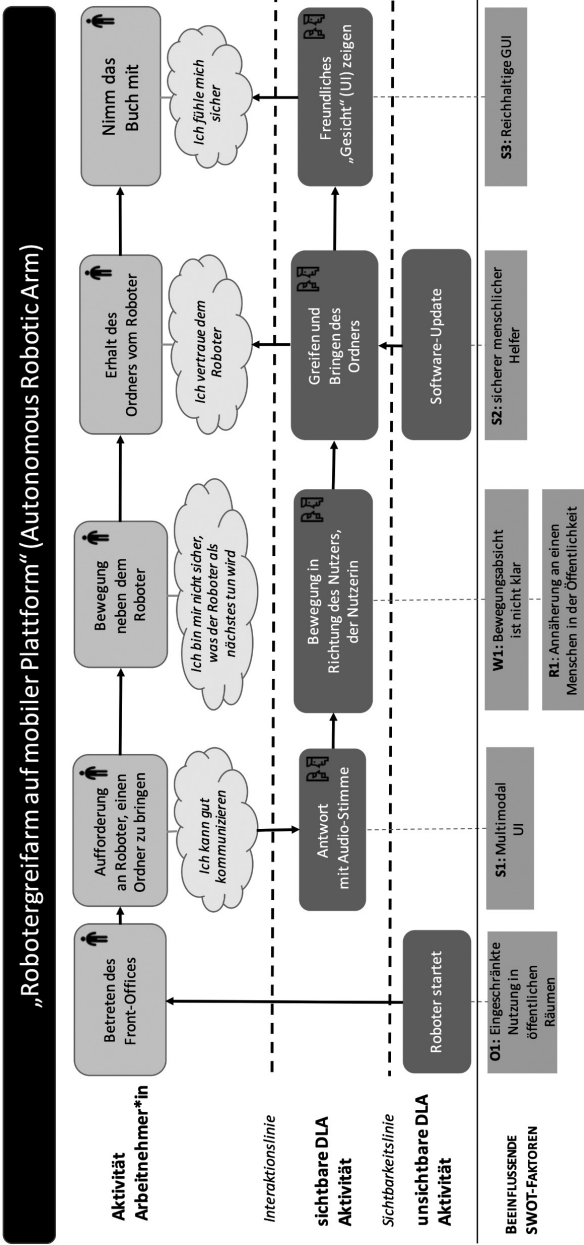 „Robotergreifarm auf mobiler Plattform“ (Autonomous Robotic Arm)
Aktivität
Arbeitnehmer*in
Betreten des
Front-Offices
Aufforderung
an Roboter, einen
Ordner zu bringen
Bewegung
neben dem
Roboter
Erhalt des
Ordners vom Roboter
Nimm das
Buch mit
Ich kann gut
kommunizieren
Ich bin mir nicht sicher,
was der Roboter als
nächstes tun wird
Ich vertraue dem
Roboter
Ich fühle mich
sicher
Interaktionslinie
sichtbare DLA
Aktivität
Antwort
mit Audio-Stimme
Bewegung in
Richtung des Nutzers,
der Nutzerin
Greifen und
Bringen des
Ordners
Freundliches
„Gesicht“ (UI) zeigen
Sichtbarkeitslinie
unsichtbare DLA
Aktivität
Roboter startet
Software-Update
BEEINFLUSSENDE
SWOT-FAKTOREN
O1: Eingeschränkte
Nutzung in
öffentlichen
Räumen
S1: Multimodal
UI
W1: Bewegungsabsicht
ist nicht klar
R1: Annäherung an einen
Menschen in der Öffentlichkeit
S2: sicherer menschlicher
Helfer
S3: Reichhaltige GUI